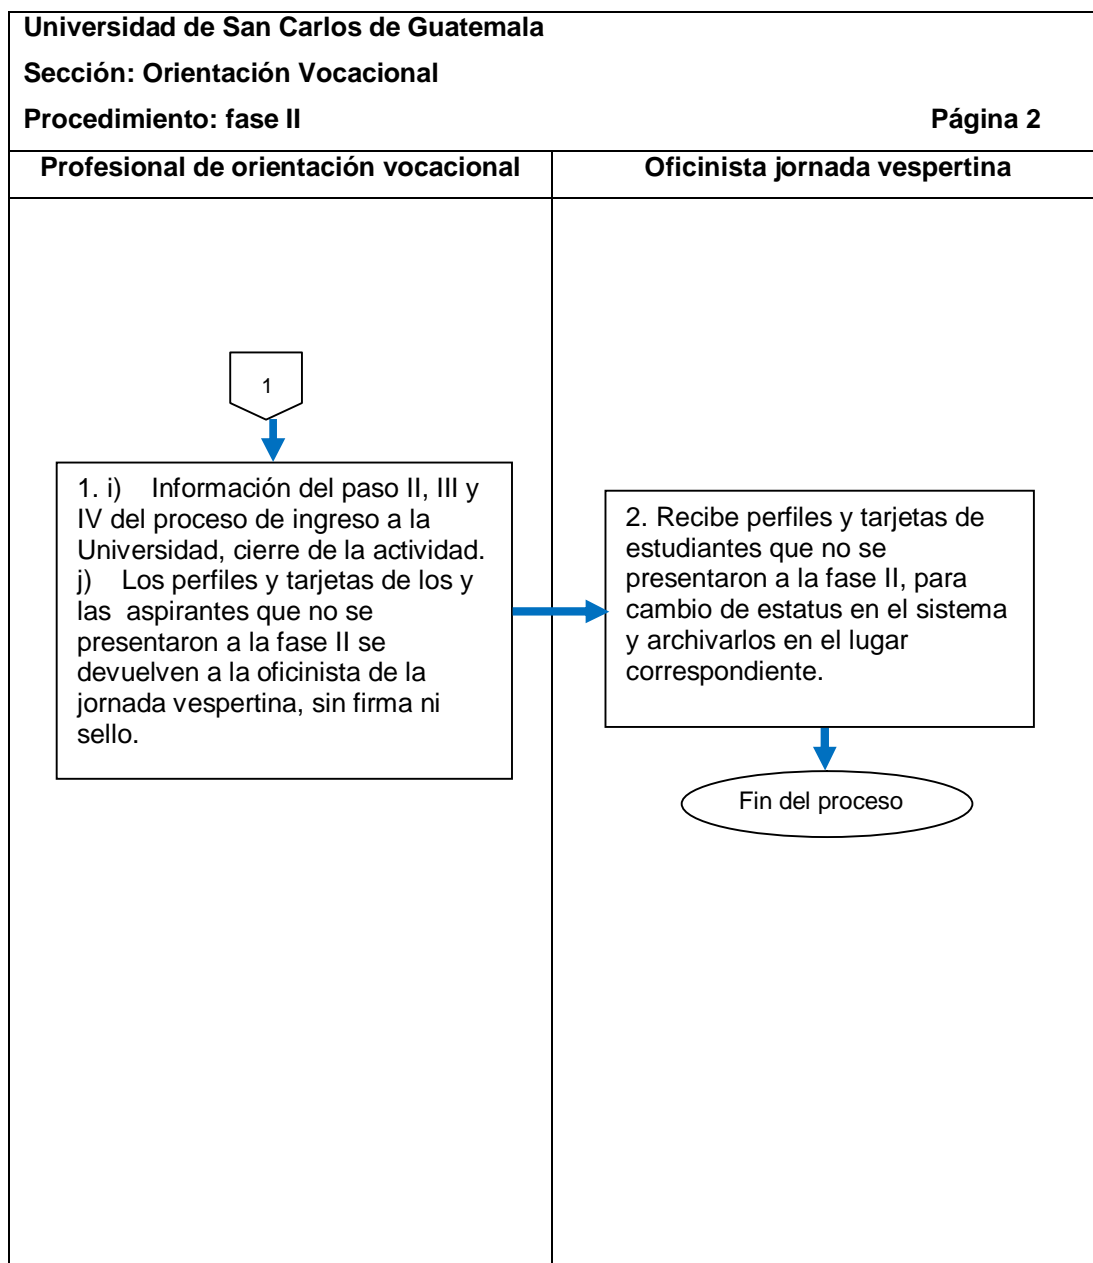 Universidad de San Carlos de Guatemala
Sección: Orientación Vocacional
Procedimiento: fase II Página 2
Profesional de orientación vocacional
Oficinista jornada vespertina
1
1. i) Información del paso II, III y
IV del proceso de ingreso a la
Universidad, cierre de la actividad.
j) Los perfiles y tarjetas de los y
las aspirantes que no se
presentaron a la fase II se
devuelven a la oficinista de la
jornada vespertina, sin firma ni
sello.
2. Recibe perfiles y tarjetas de
estudiantes que no se
presentaron a la fase II, para
cambio de estatus en el sistema
y archivarlos en el lugar
correspondiente.
Fin del proceso